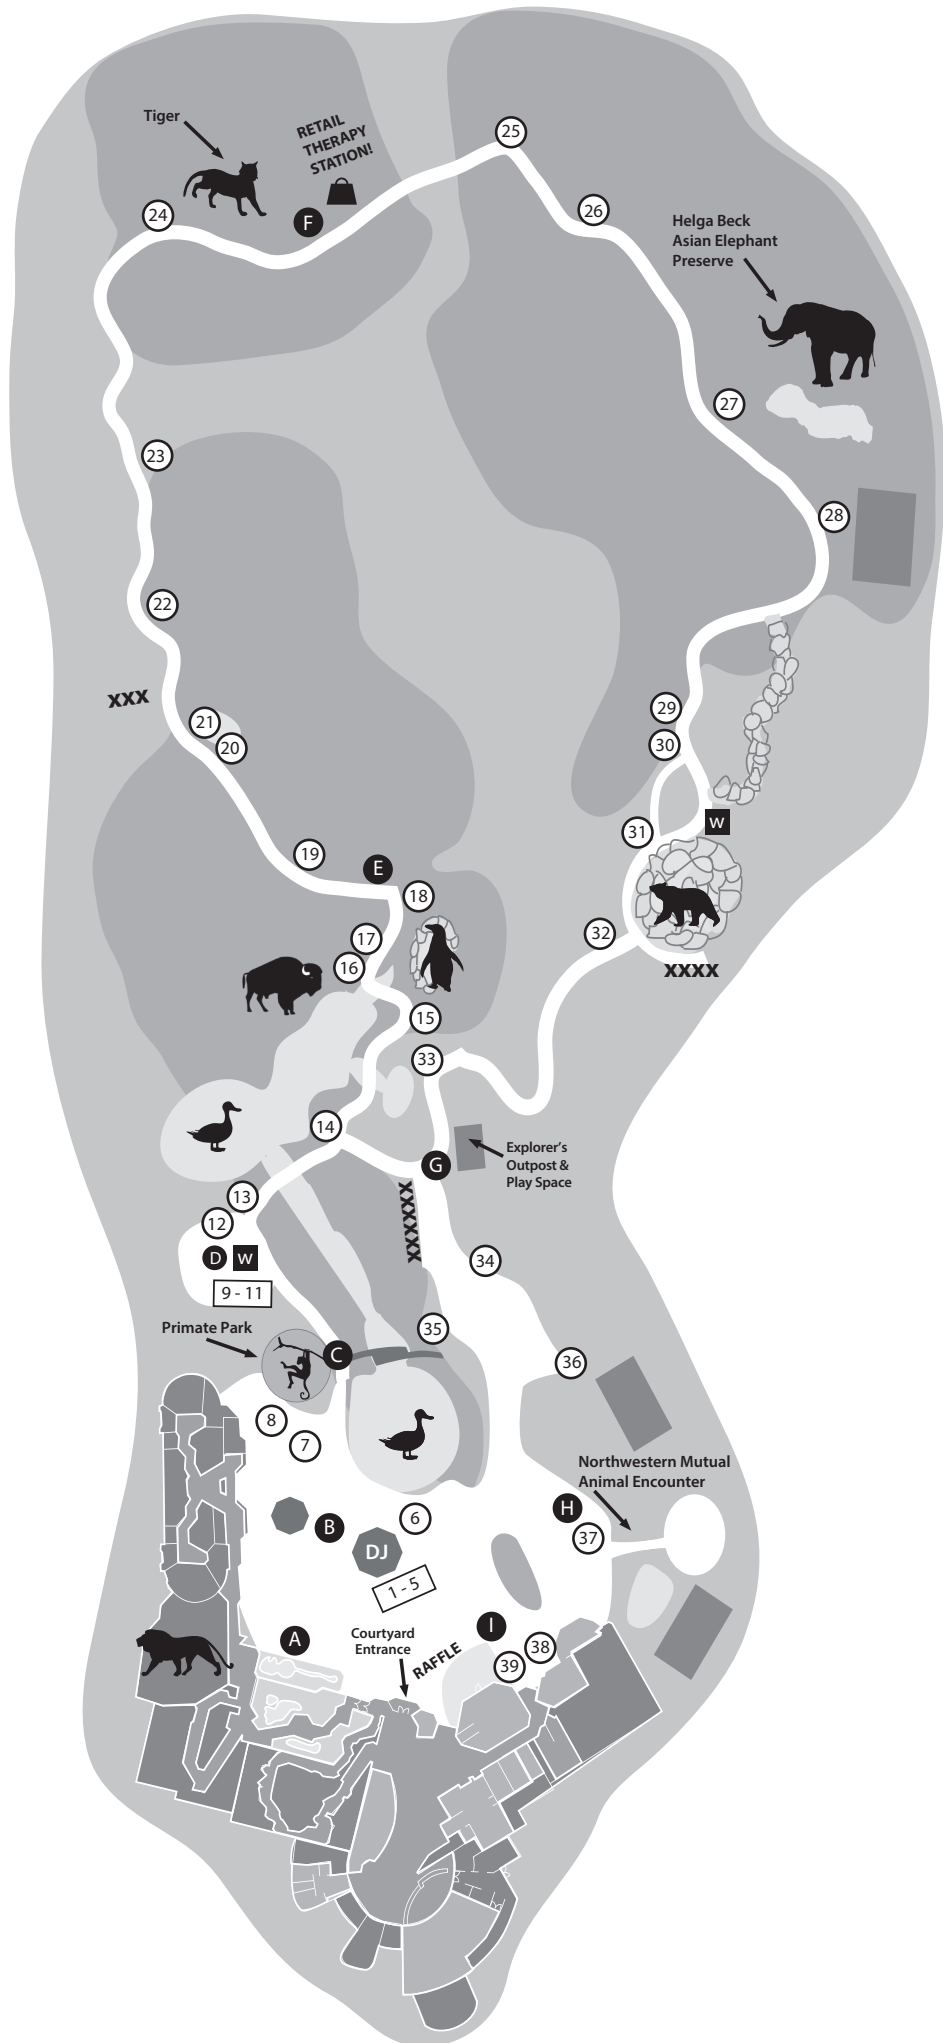 Tiger
RETAIL
THERAPY
STATION!
25
24
F
26
Helga Beck
Asian Elephant
Preserve
27
23
28
22
XXX
21
20
29
30
W
31
19
E
18
17
16
32
XXXX
15
33
14
G
Explorer's
Outpost &
Play Space
XXXXXX
13
12
D
W
9 - 11
34
Primate Park
35
C
36
8
7
Northwestern Mutual
Animal Encounter
H
37
6
B
DJ
1 - 5
A
Courtyard
Entrance
RAFFLE
I
38
39